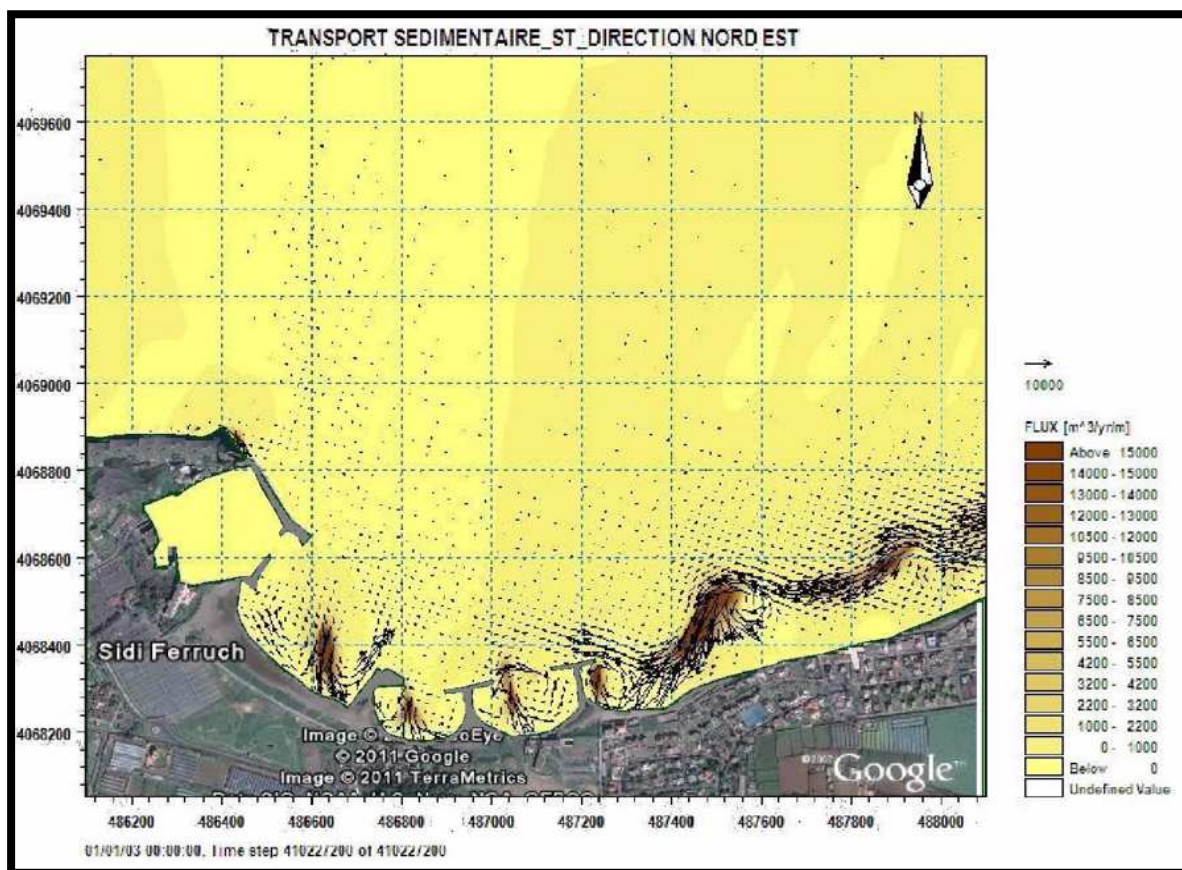 TRANSPORT SEDIMENTAIRE_ST_DIRECTION NORD EST
4069600
4069400
4069200
4069000
4068800
4068600
4068400
4068200
N
10000
FLUX [m^3/yr/m]
Above 15000
14000 - 15000
13000 - 14000
12000 - 13000
10500 - 12000
9500 - 10500
8500 - 9500
7500 - 8500
6500 - 7500
5500 - 6500
4200 - 5500
3200 - 4200
2200 - 3200
1000 - 2200
0 - 1000
Below 0
Undefined Value
Sidi Ferruch
Image ©
© 2011 Google
Image © 2011 TerraMetrics
Google
486200 486400 486600 486800 487000 487200 487400 487600 487800 488000
01/01/03 00:00:00, Time step 410227200 of 410227200